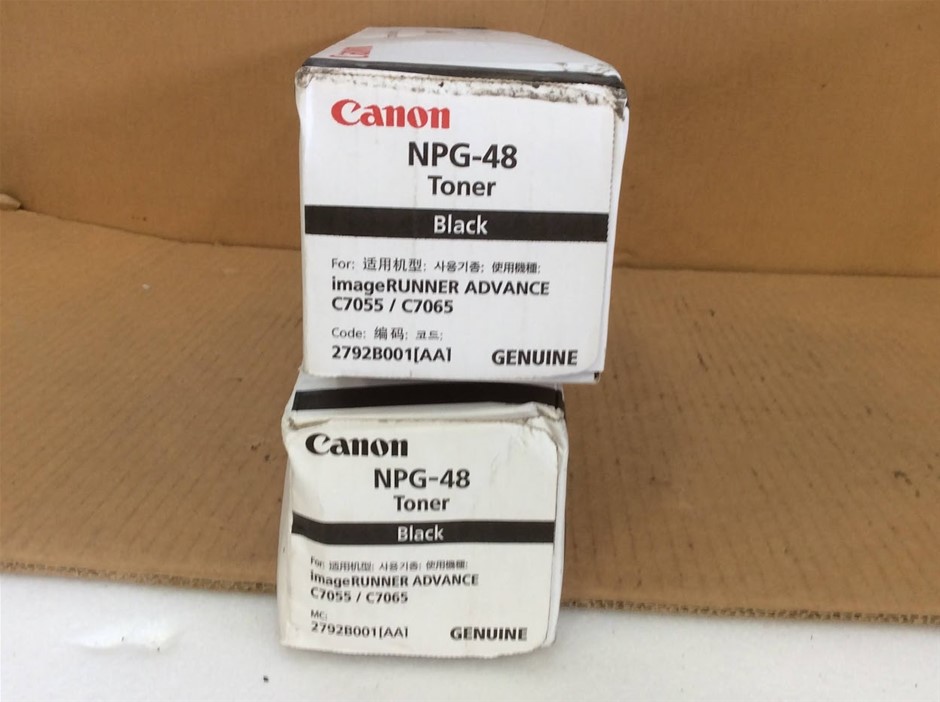 Canon
Canon
NPG-48
Toner
Black
For: 适用机型: 사용기종: 使用機種:
imageRUNNER ADVANCE
C7055 / C7065
Code: 编码: 코드:
2792B001[AA]
GENUINE
Canon
NPG-48
Toner
Black
For: 适用机型: 사용기종: 使用機種:
imageRUNNER ADVANCE
C7055 / C7065
MC:
2792B001[AA]
GENUINE